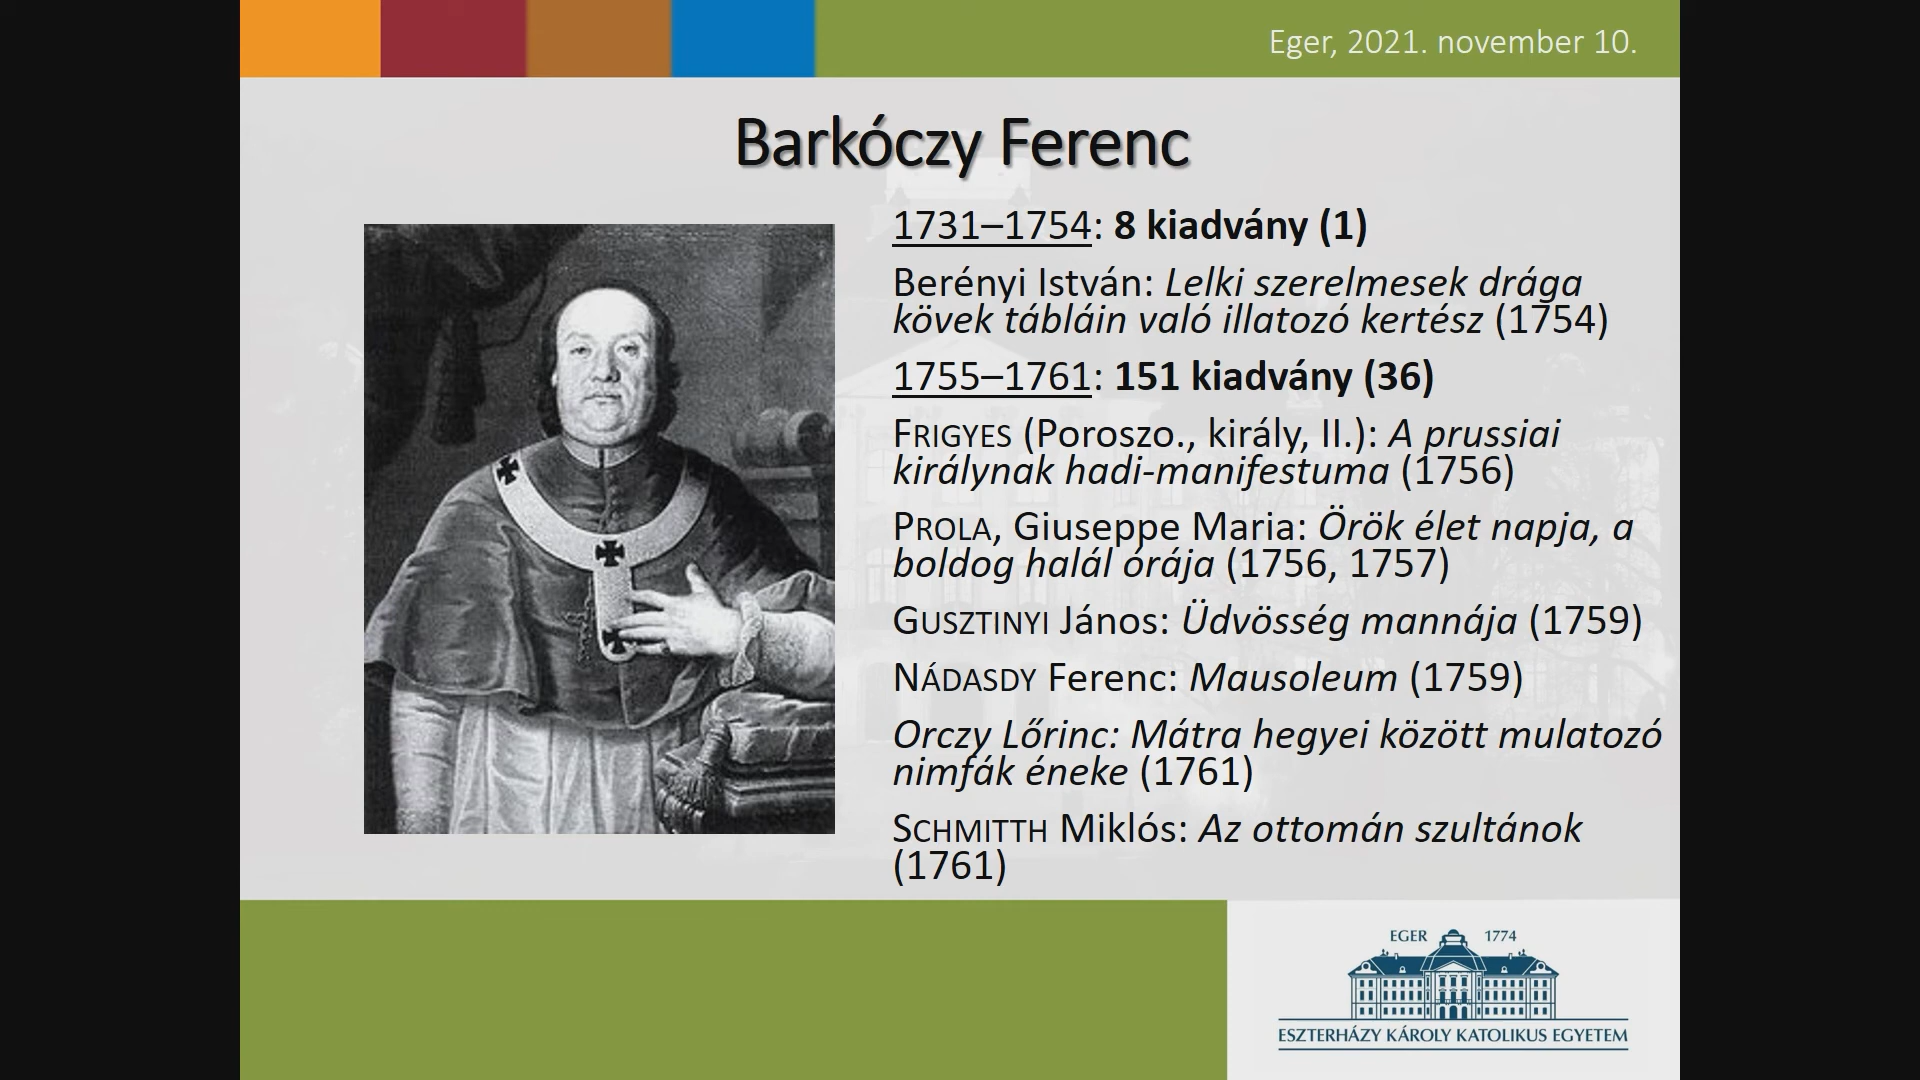 Eger, 2021. november 10.
Barkóczy Ferenc
1731–1754: 8 kiadvány (1)
Berényi István: Lelki szerelmesek drága
kövek tábláin való illatozó kertész (1754)
1755–1761: 151 kiadvány (36)
FRIGYES (Poroszo., király, II.): A prussiai
királynak hadi-manifestuma (1756)
PROLA, Giuseppe Maria: Örök élet napja, a
boldog halál órája (1756, 1757)
GUSZTINYI János: Üdvösség mannája (1759)
NÁDASDY Ferenc: Mausoleum (1759)
Orczy Lőrinc: Mátra hegyei között mulatozó
nimfák éneke (1761)
SCHMITTH Miklós: Az ottomán szultánok
(1761)
EGER 1774
ESZTERHÁZY KÁROLY KATOLIKUS EGYETEM